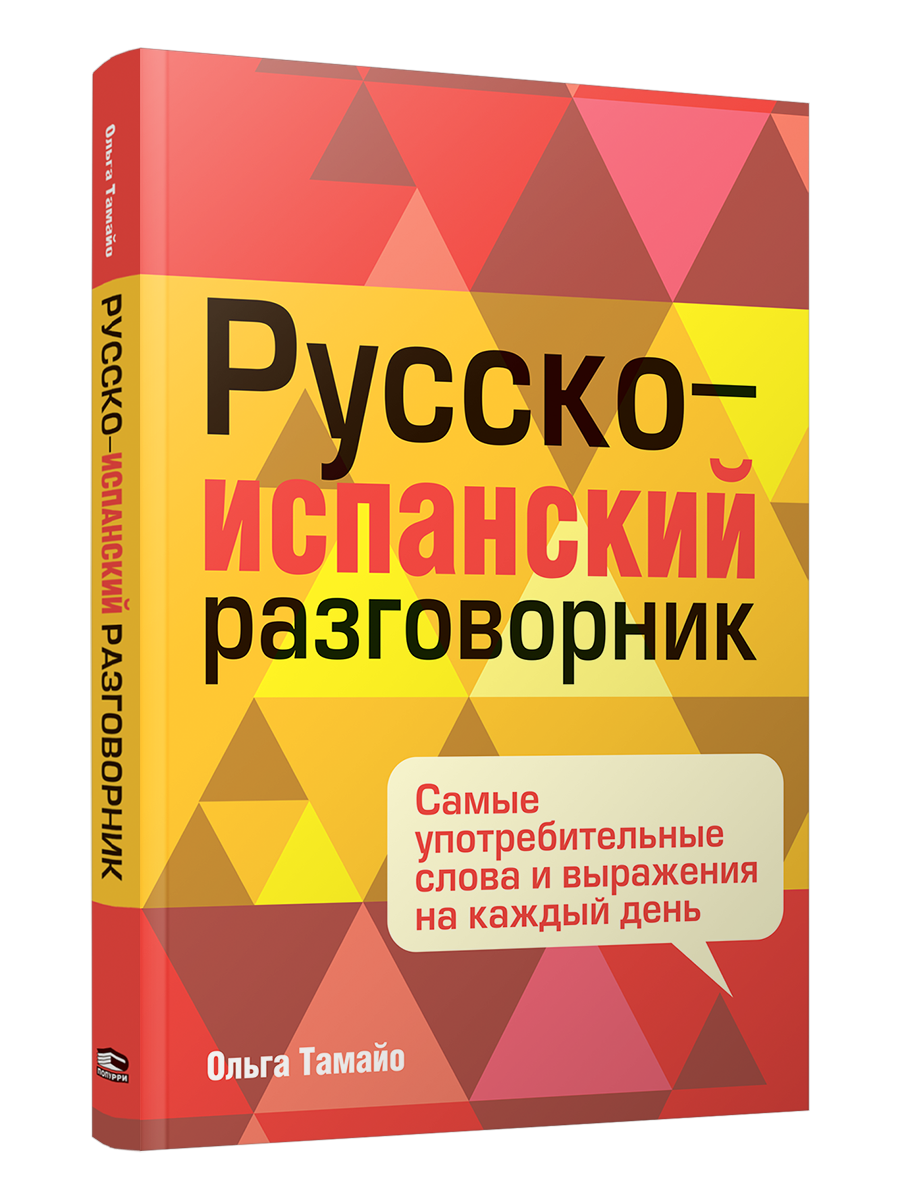 Ольга Тамайо
РУССКО–ИСПАНСКИЙ РАЗГОВОРНИК
ПОПУРРИ
Русско–
испанский
разговорник
Самые
употребительные
слова и выражения
на каждый день
Ольга Тамайо